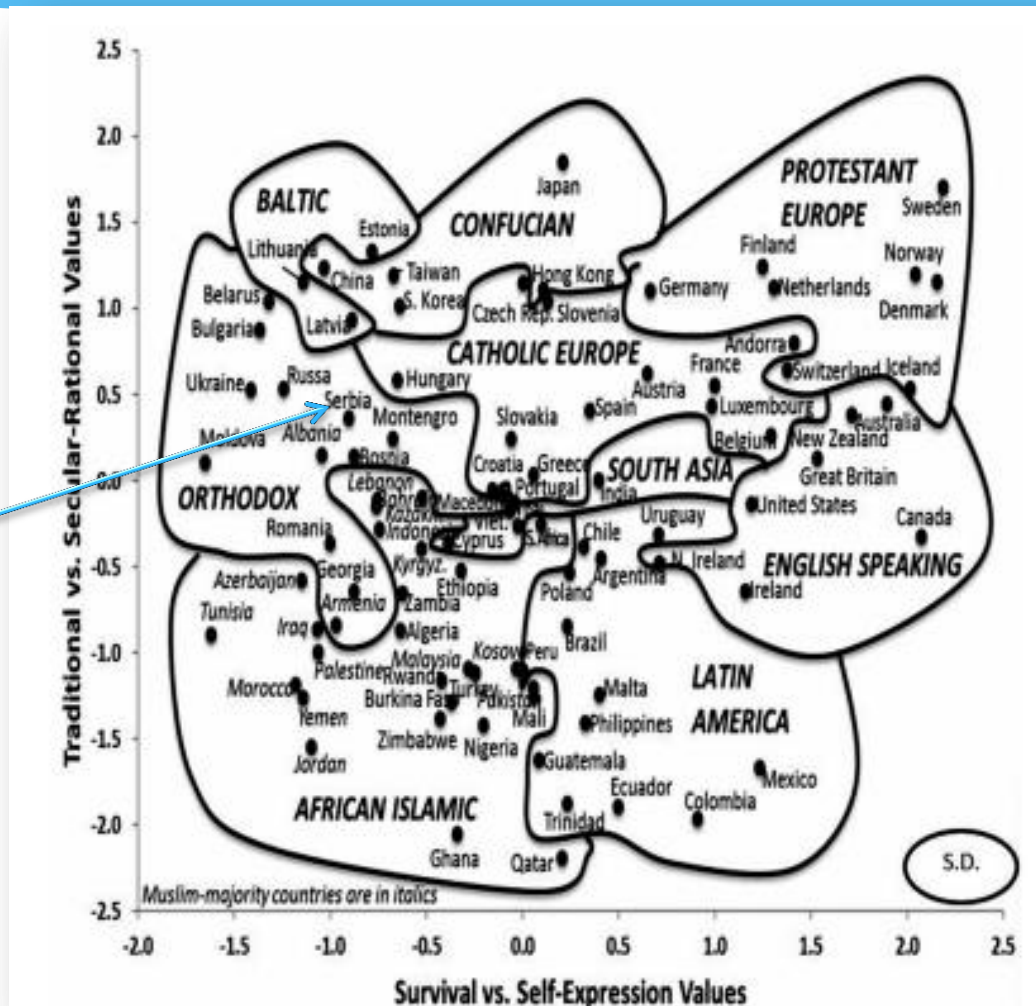 2.5
2.0
1.5
1.0
0.5
0.0
-0.5
-1.0
-1.5
-2.0
-2.5
Traditional vs. Secular-Rational Values
-2.0 -1.5 -1.0 -0.5 0.0 0.5 1.0 1.5 2.0 2.5
Survival vs. Self-Expression Values
BALTIC
Estonia
Lithuania
Latvia
CONFUCIAN
Japan
China
Taiwan
S. Korea
Hong Kong
PROTESTANT
EUROPE
Sweden
Norway
Denmark
Finland
Netherlands
Germany
Switzerland
Iceland
CATHOLIC EUROPE
Czech Rep.
Slovenia
Andorra
France
Luxembourg
Austria
Spain
Belgium
Hungary
Slovakia
Croatia
Greece
Portugal
Poland
ORTHODOX
Belarus
Bulgaria
Ukraine
Russa
Serbia
Montengro
Moldova
Albania
Bosnia
Romania
Georgia
Armenia
SOUTH ASIA
India
Cyprus
ENGLISH SPEAKING
Australia
New Zealand
Great Britain
United States
Canada
N. Ireland
Ireland
LATIN
AMERICA
Uruguay
Chile
Argentina
Brazil
Peru
Malta
Philippines
Guatemala
Ecuador
Trinidad
Colombia
Mexico
AFRICAN ISLAMIC
Lebanon
Kyrgyz.
Ethiopia
Zambia
Algeria
Azerbaijan
Tunisia
Iraq
Palestine
Morocco
Yemen
Jordan
Malaysia
Kosovo
Rwanda
Turkey
Burkina Fas
Mali
Zimbabwe
Nigeria
Ghana
Qatar
S.D.
Muslim-majority countries are in italics